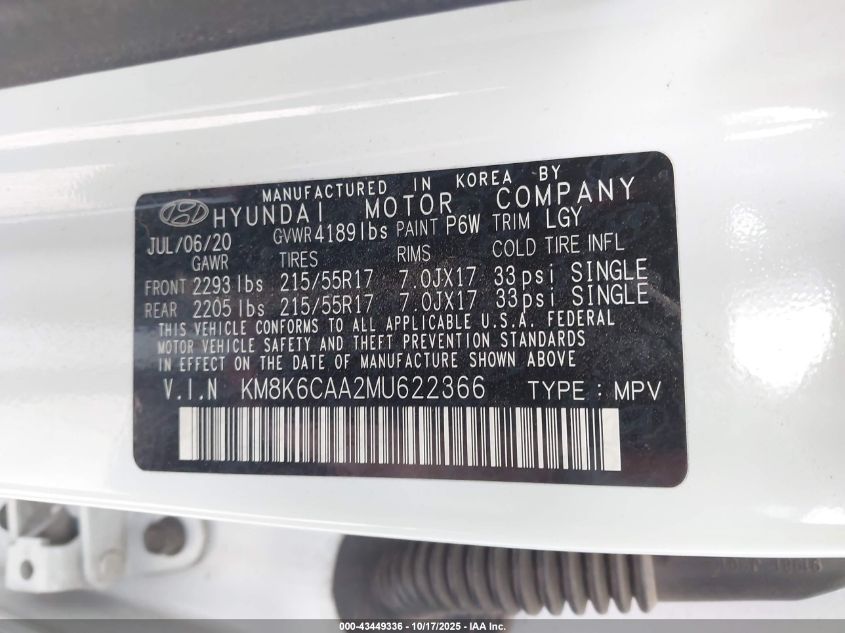 MANUFACTURED IN KOREA BY
HYUNDAI MOTOR COMPANY
JUL/06/20 GVWR 4189 lbs PAINT P6W TRIM LGY
GAWR TIRES RIMS COLD TIRE INFL
FRONT 2293 lbs 215/55R17 7.0JX17 33 psi SINGLE
REAR 2205 lbs 215/55R17 7.0JX17 33 psi SINGLE
THIS VEHICLE CONFORMS TO ALL APPLICABLE U.S.A. FEDERAL
MOTOR VEHICLE SAFETY AND THEFT PREVENTION STANDARDS
IN EFFECT ON THE DATE OF MANUFACTURE SHOWN ABOVE
V.I.N KM8K6CAA2MU622366 TYPE : MPV
000-43449336 - 10/17/2025 - IAA Inc.